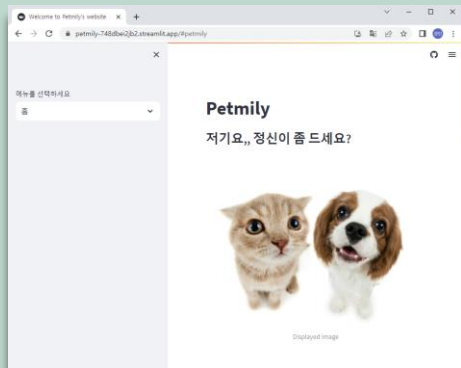 Welcome to Petmily's website
petmily-748dbei2jb2.streamlit.app/#petmily
메뉴를 선택하세요
홈
Petmily
저기요,, 정신이 좀 드세요?
Displayed Image